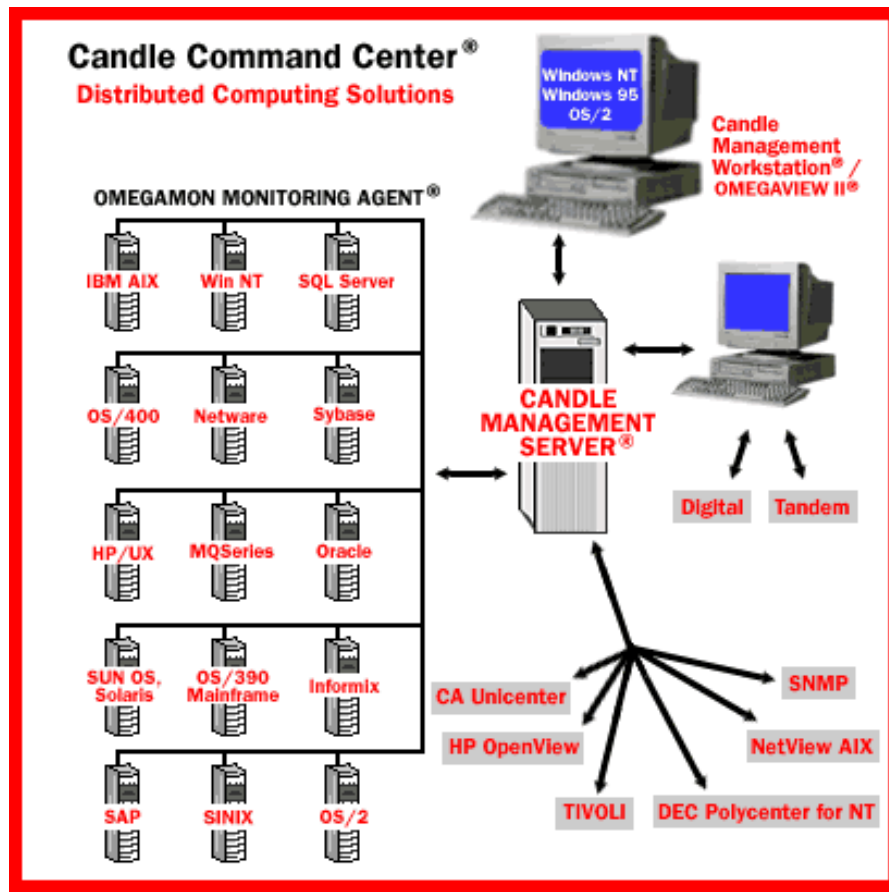 Candle Command Center®
Distributed Computing Solutions
Windows NT
Windows 95
OS/2
Candle
Management
Workstation® /
OMEGAVIEW II®
OMEGAMON MONITORING AGENT®
IBM AIX
Win NT
SQL Server
OS/400
Netware
Sybase
HP/UX
MQSeries
Oracle
SUN OS,
Solaris
OS/390
Mainframe
Informix
SAP
SINIX
OS/2
CANDLE
MANAGEMENT
SERVER®
Digital
Tandem
CA Unicenter
SNMP
HP OpenView
NetView AIX
TIVOLI
DEC Polycenter for NT